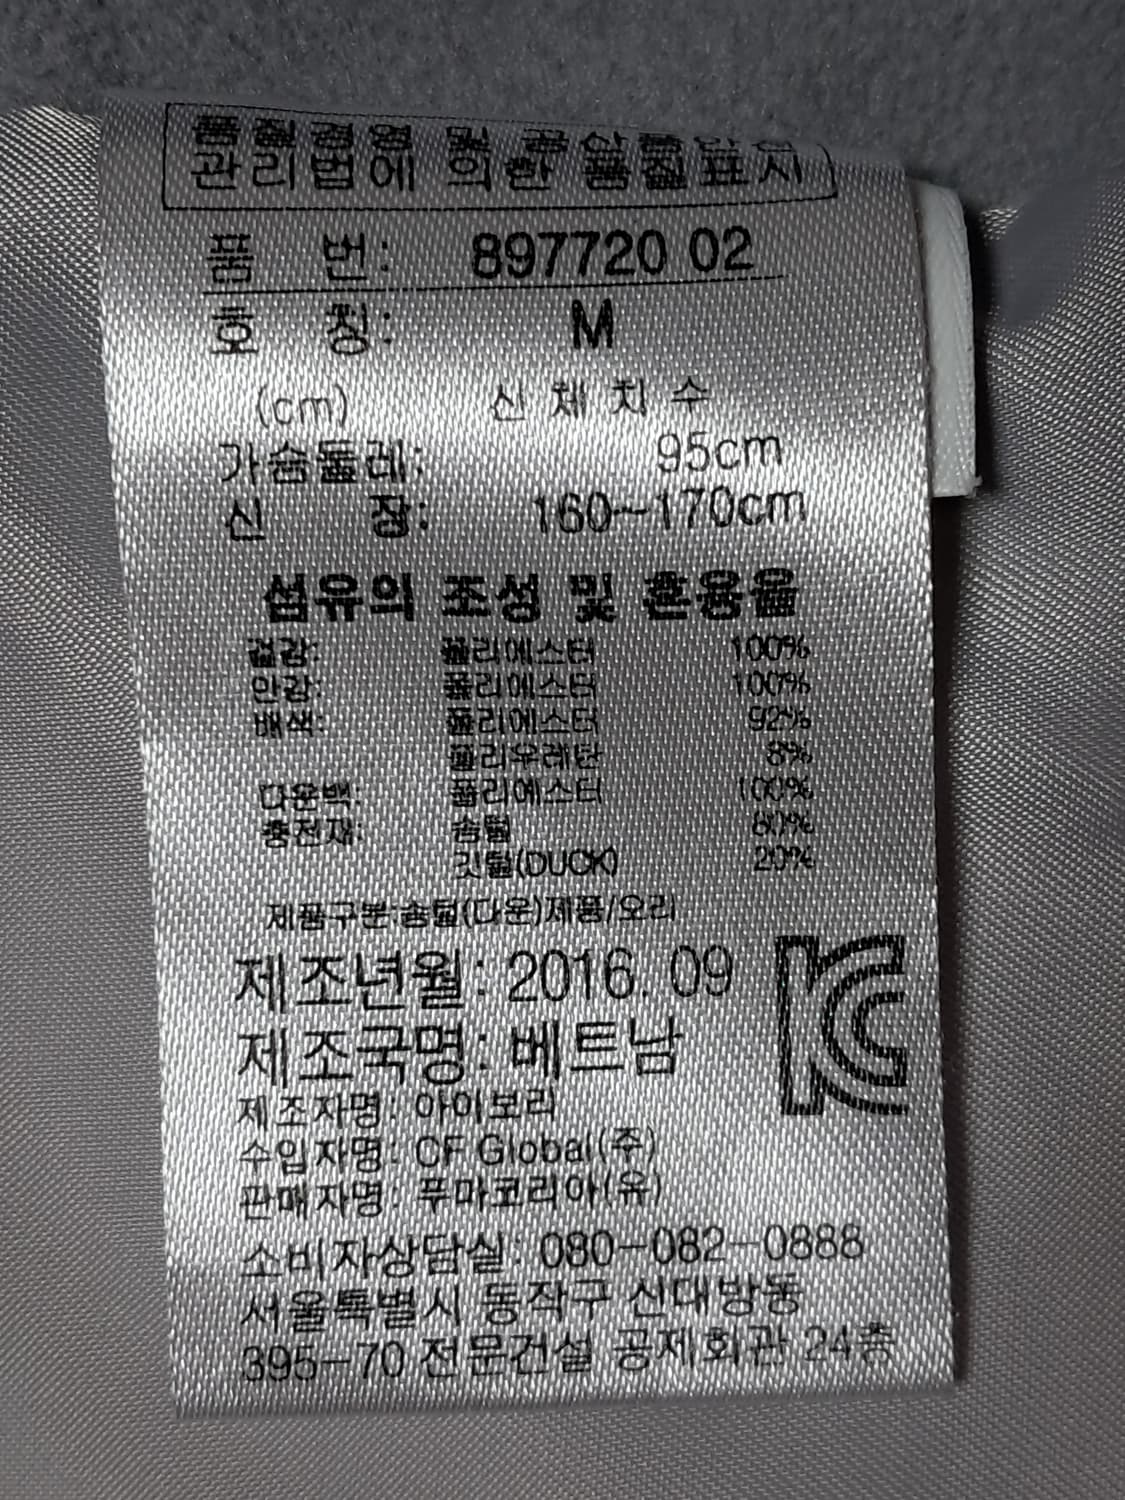 품질경영 및 공산품안전
관리법에 의한 품질표시
품 번: 897720 02
호 칭: M
(cm) 신체치수
가슴둘레: 95cm
신 장: 160~170cm
섬유의 조성 및 혼용율
겉감: 폴리에스터 100%
안감: 폴리에스터 100%
배색: 폴리에스터 92%
폴리우레탄 8%
다운백: 폴리에스터 100%
충전재: 솜털 80%
깃털(DUCK) 20%
제품구분:솜털(다운)제품/오리
제조년월: 2016. 09
제조국명: 베트남
제조자명: 아이보리
수입자명: CF Global(주)
판매자명: 푸마코리아(유)
소비자상담실: 080-082-0888
서울특별시 동작구 신대방동
395-70 전문건설 공제회관 24층